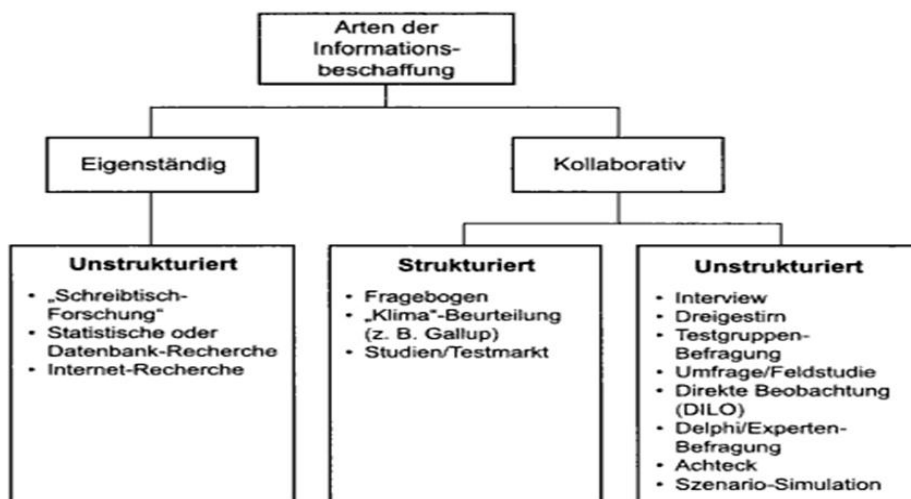 Arten der
Informations-
beschaffung
Eigenständig
Kollaborativ
Unstrukturiert
• „Schreibtisch-
Forschung“
• Statistische oder
Datenbank-Recherche
• Internet-Recherche
Strukturiert
• Fragebogen
• „Klima“-Beurteilung
(z. B. Gallup)
• Studien/Testmarkt
Unstrukturiert
• Interview
• Dreigestirn
• Testgruppen-
Befragung
• Umfrage/Feldstudie
• Direkte Beobachtung
(DILO)
• Delphi/Experten-
Befragung
• Achteck
• Szenario-Simulation